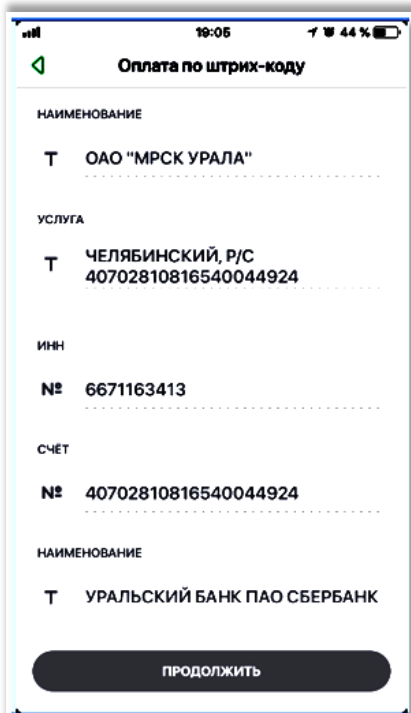 19:05
44 %
Оплата по штрих-коду
НАИМЕНОВАНИЕ
Т ОАО "МРСК УРАЛА"
УСЛУГА
Т ЧЕЛЯБИНСКИЙ, Р/С
40702810816540044924
ИНН
№ 6671163413
СЧЁТ
№ 40702810816540044924
НАИМЕНОВАНИЕ
Т УРАЛЬСКИЙ БАНК ПАО СБЕРБАНК
ПРОДОЛЖИТЬ